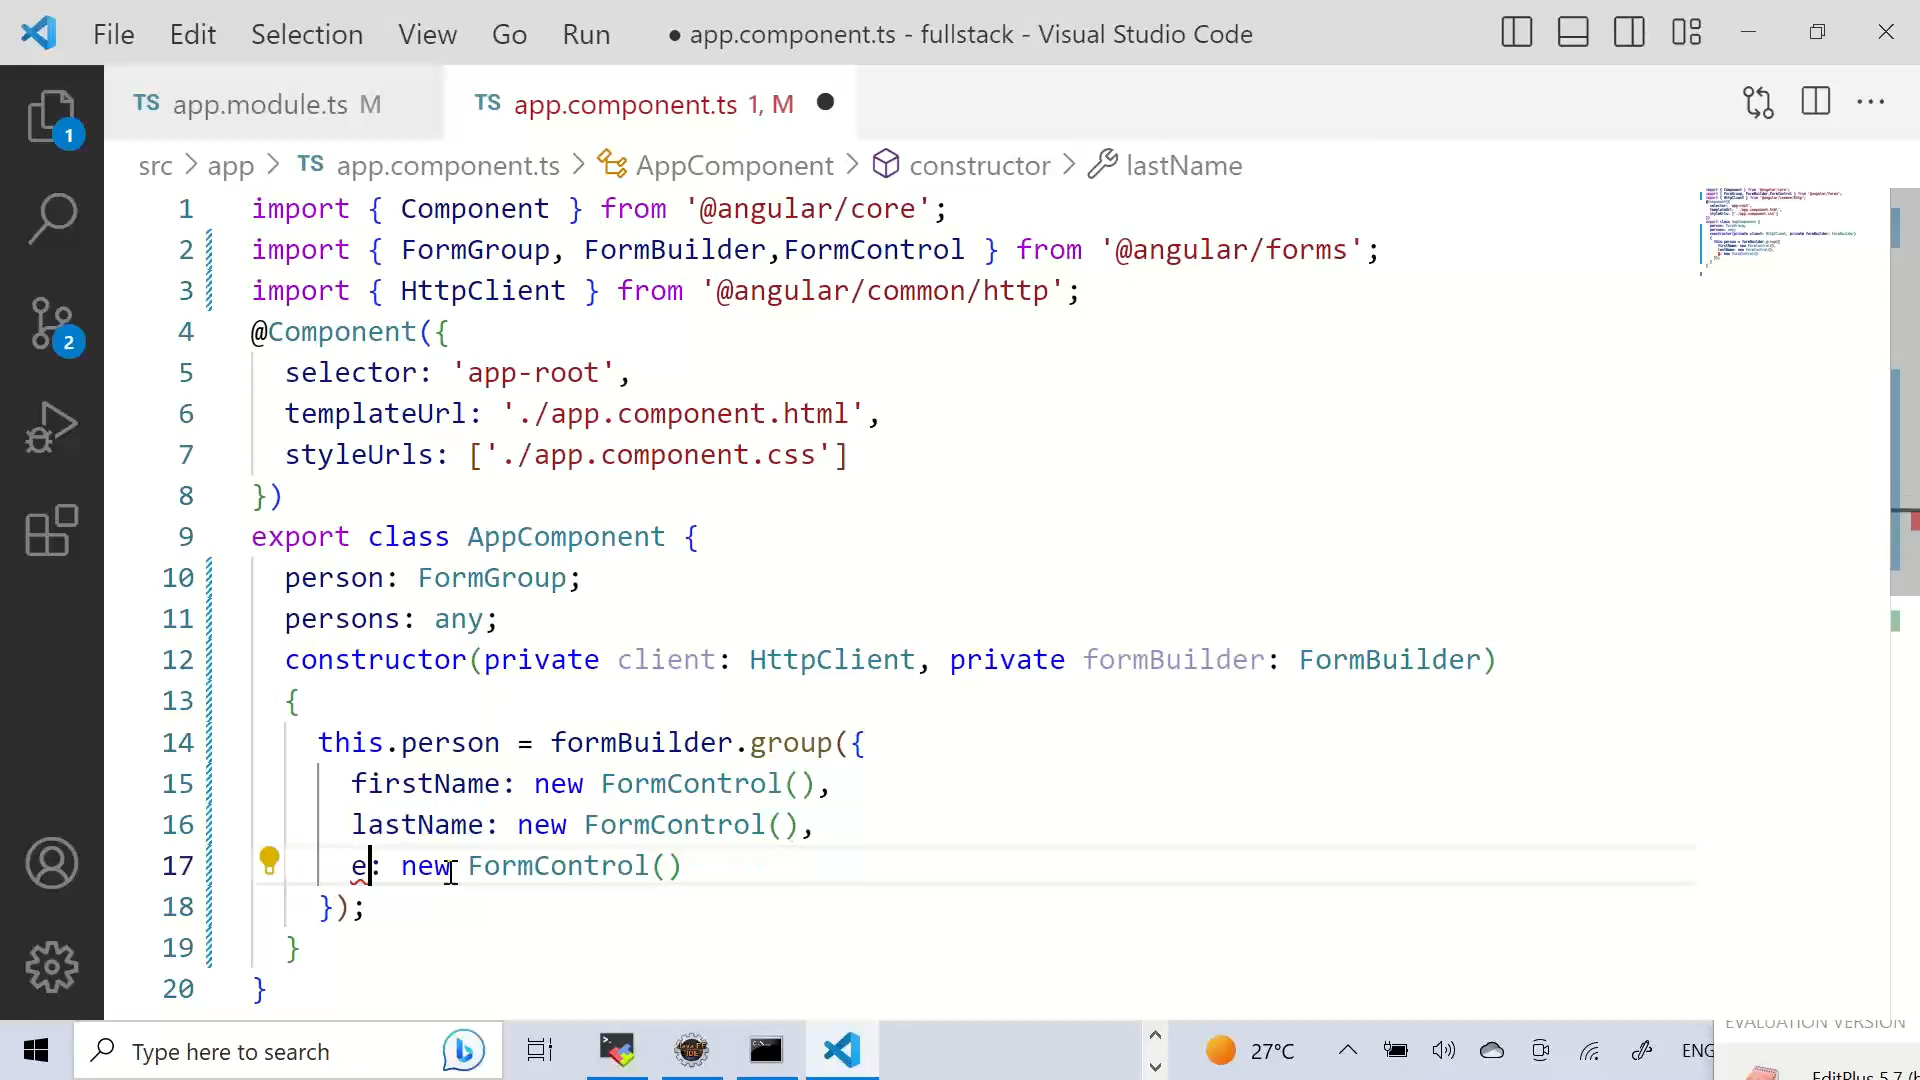 File Edit Selection View Go Run ● app.component.ts - fullstack - Visual Studio Code
TS app.module.ts M TS app.component.ts 1, M
src > app > TS app.component.ts > AppComponent > constructor > lastName
1 import { Component } from '@angular/core';
2 import { FormGroup, FormBuilder,FormControl } from '@angular/forms';
3 import { HttpClient } from '@angular/common/http';
4 @Component({
5 selector: 'app-root',
6 templateUrl: './app.component.html',
7 styleUrls: ['./app.component.css']
8 })
9 export class AppComponent {
10 person: FormGroup;
11 persons: any;
12 constructor(private client: HttpClient, private formBuilder: FormBuilder)
13 {
14 this.person = formBuilder.group({
15 firstName: new FormControl(),
16 lastName: new FormControl(),
17 e: new FormControl()
18 });
19 }
20 }
1
2
Type here to search
27°C
ENG
EVALUATION VERSION
EditPlus 5.7